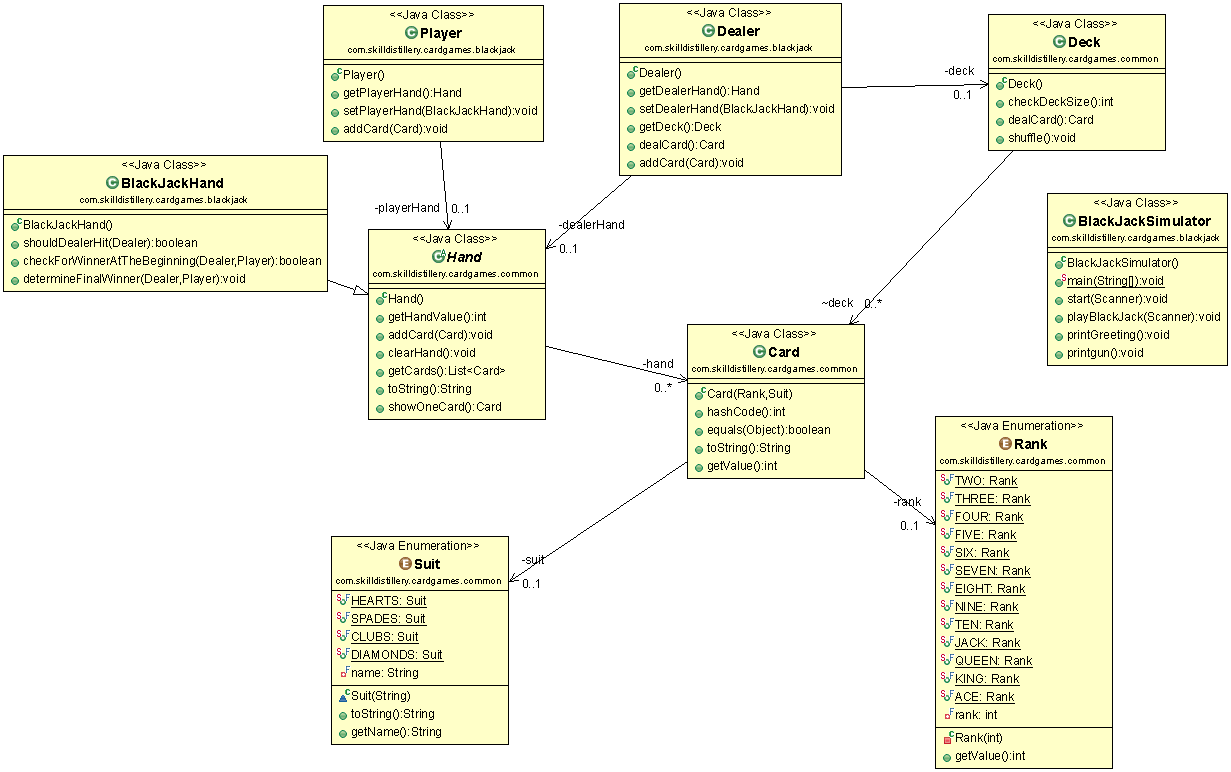 <<Java Class>>
Player
com.skilldistillery.cardgames.blackjack
Player()
getPlayerHand():Hand
setPlayerHand(BlackJackHand):void
addCard(Card):void
<<Java Class>>
Dealer
com.skilldistillery.cardgames.blackjack
Dealer()
getDealerHand():Hand
setDealerHand(BlackJackHand):void
getDeck():Deck
dealCard():Card
addCard(Card):void
-deck
0..1
<<Java Class>>
Deck
com.skilldistillery.cardgames.common
Deck()
checkDeckSize():int
dealCard():Card
shuffle():void
<<Java Class>>
BlackJackHand
com.skilldistillery.cardgames.blackjack
BlackJackHand()
shouldDealerHit(Dealer):boolean
checkForWinnerAtTheBeginning(Dealer,Player):boolean
determineFinalWinner(Dealer,Player):void
-playerHand
0..1
-dealerHand
0..1
<<Java Class>>
Hand
com.skilldistillery.cardgames.common
Hand()
getHandValue():int
addCard(Card):void
clearHand():void
getCards():List<Card>
toString():String
showOneCard():Card
<<Java Class>>
BlackJackSimulator
com.skilldistillery.cardgames.blackjack
BlackJackSimulator()
main(String[]):void
start(Scanner):void
playBlackJack(Scanner):void
printGreeting():void
printgun():void
~deck
0..*
-hand
0..*
<<Java Class>>
Card
com.skilldistillery.cardgames.common
Card(Rank,Suit)
hashCode():int
equals(Object):boolean
toString():String
getValue():int
-rank
0..1
-suit
0..1
<<Java Enumeration>>
Rank
com.skilldistillery.cardgames.common
TWO: Rank
THREE: Rank
FOUR: Rank
FIVE: Rank
SIX: Rank
SEVEN: Rank
EIGHT: Rank
NINE: Rank
TEN: Rank
JACK: Rank
QUEEN: Rank
KING: Rank
ACE: Rank
rank: int
Rank(int)
getValue():int
<<Java Enumeration>>
Suit
com.skilldistillery.cardgames.common
HEARTS: Suit
SPADES: Suit
CLUBS: Suit
DIAMONDS: Suit
name: String
Suit(String)
toString():String
getName():String